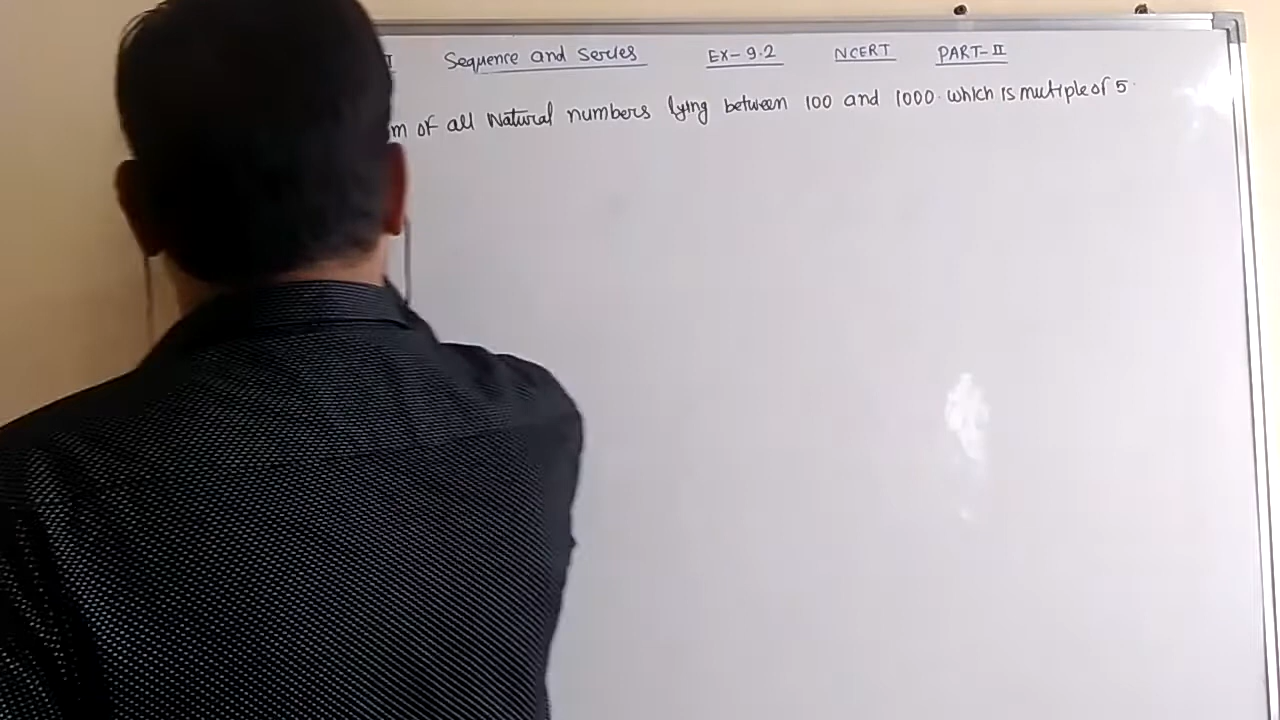 Sequence and Series EX-9.2 NCERT PART-II
m of all Natural numbers lying between 100 and 1000. which is multiple of 5.